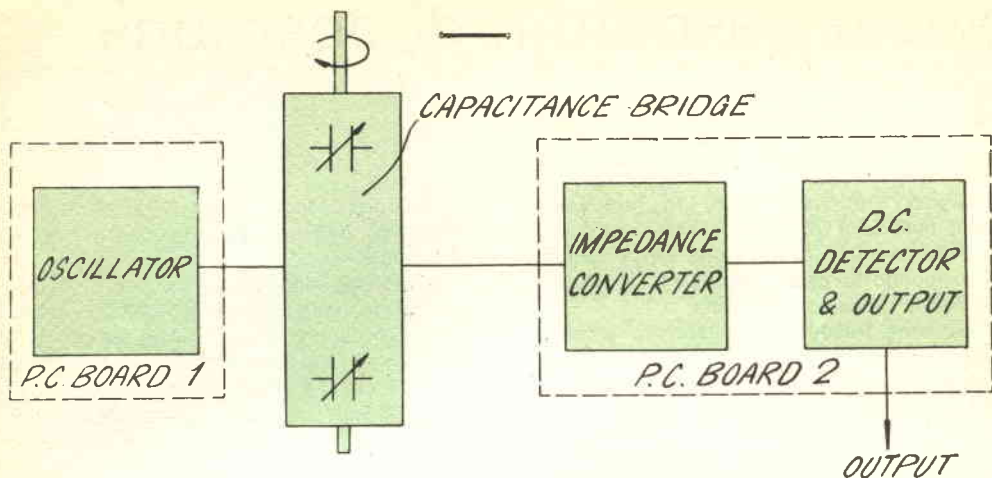 CAPACITANCE BRIDGE
OSCILLATOR
P.C. BOARD 1
IMPEDANCE
CONVERTER
D.C.
DETECTOR
& OUTPUT
P.C. BOARD 2
OUTPUT